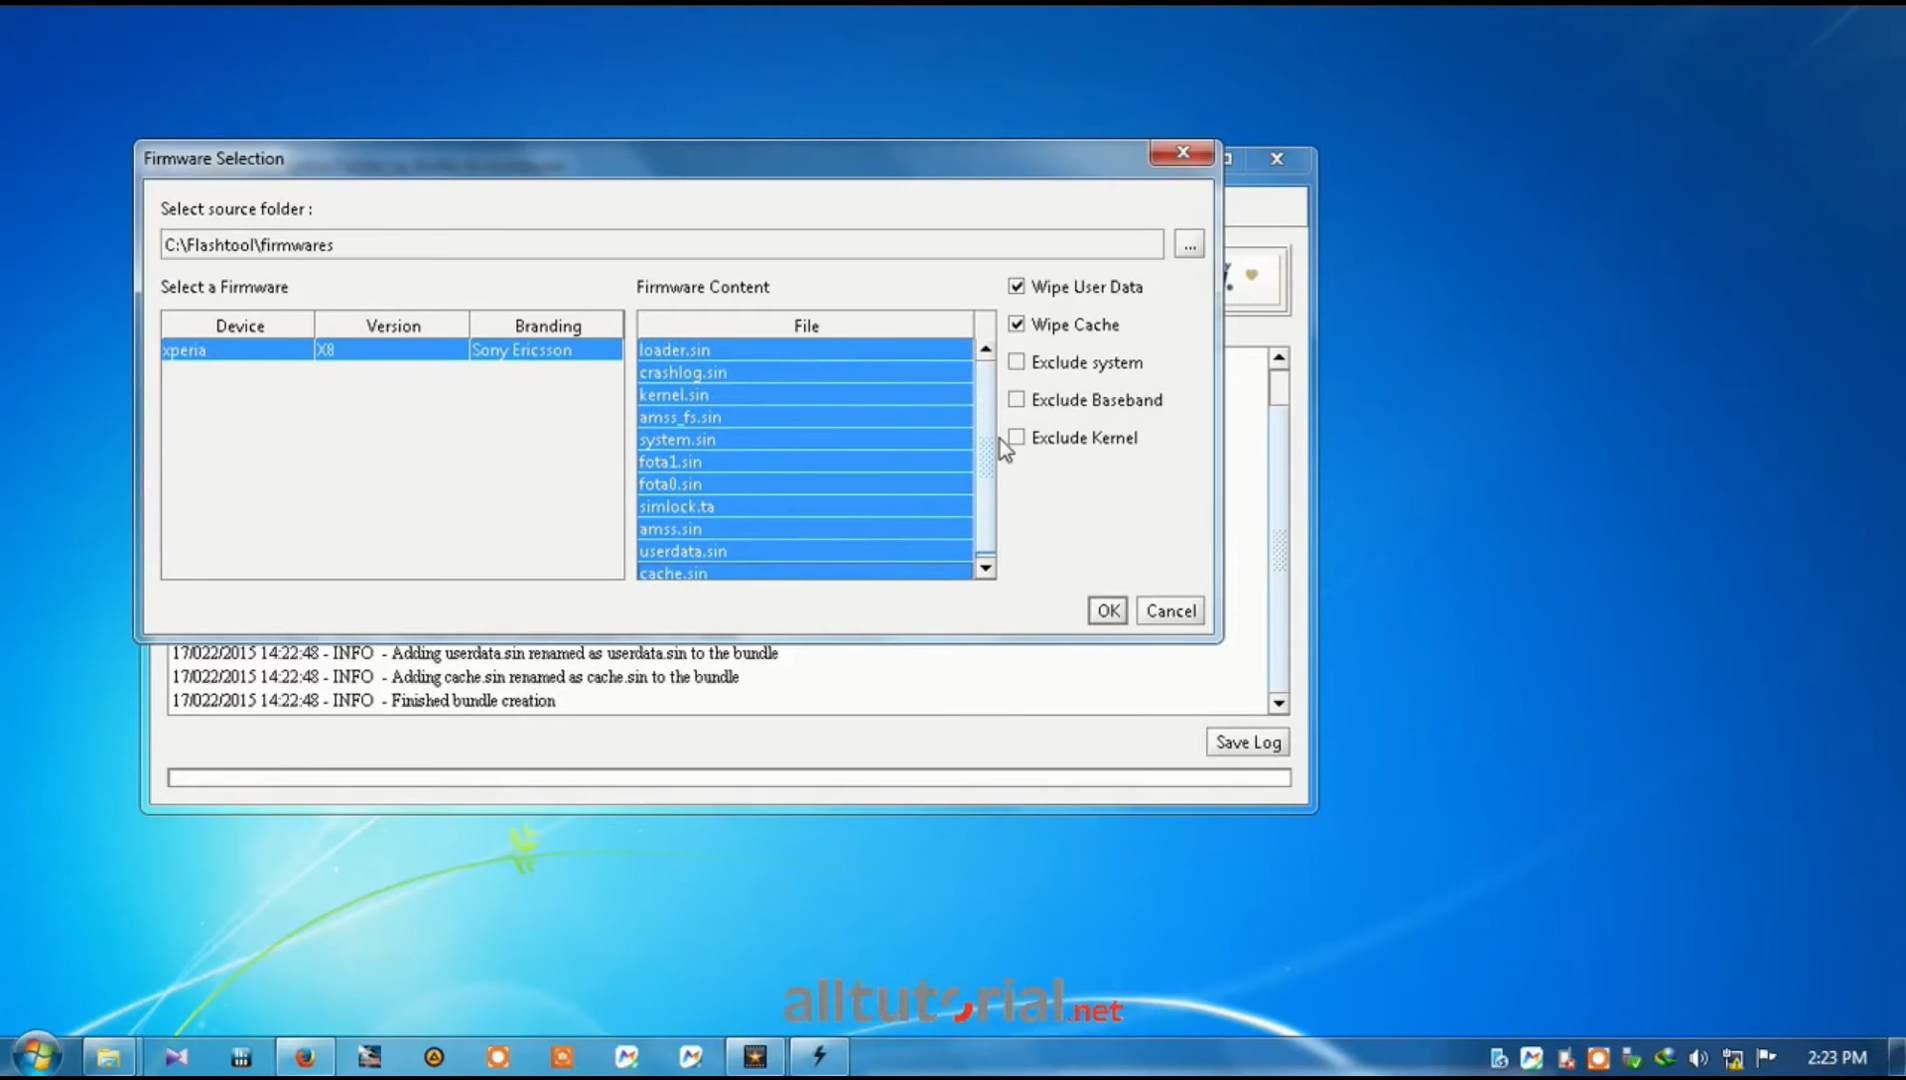 Firmware Selection
Select source folder :
C:\Flashtool\firmwares
...
Select a Firmware
Firmware Content
Device Version Branding
xperia X8 Sony Ericsson
File
loader.sin
crashlog.sin
kernel.sin
amss_fs.sin
system.sin
fota1.sin
fota0.sin
simlock.ta
amss.sin
userdata.sin
cache.sin
Wipe User Data
Wipe Cache
Exclude system
Exclude Baseband
Exclude Kernel
OK Cancel
17/022/2015 14:22:48 - INFO - Adding userdata.sin renamed as userdata.sin to the bundle
17/022/2015 14:22:48 - INFO - Adding cache.sin renamed as cache.sin to the bundle
17/022/2015 14:22:48 - INFO - Finished bundle creation
Save Log
alltutorial.net
2:23 PM